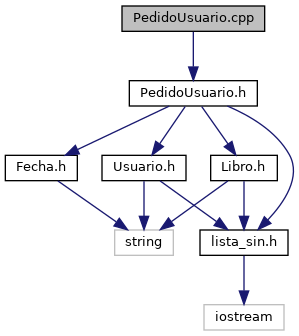 PedidoUsuario.cpp
PedidoUsuario.h
Fecha.h
Usuario.h
Libro.h
string
lista_sin.h
iostream